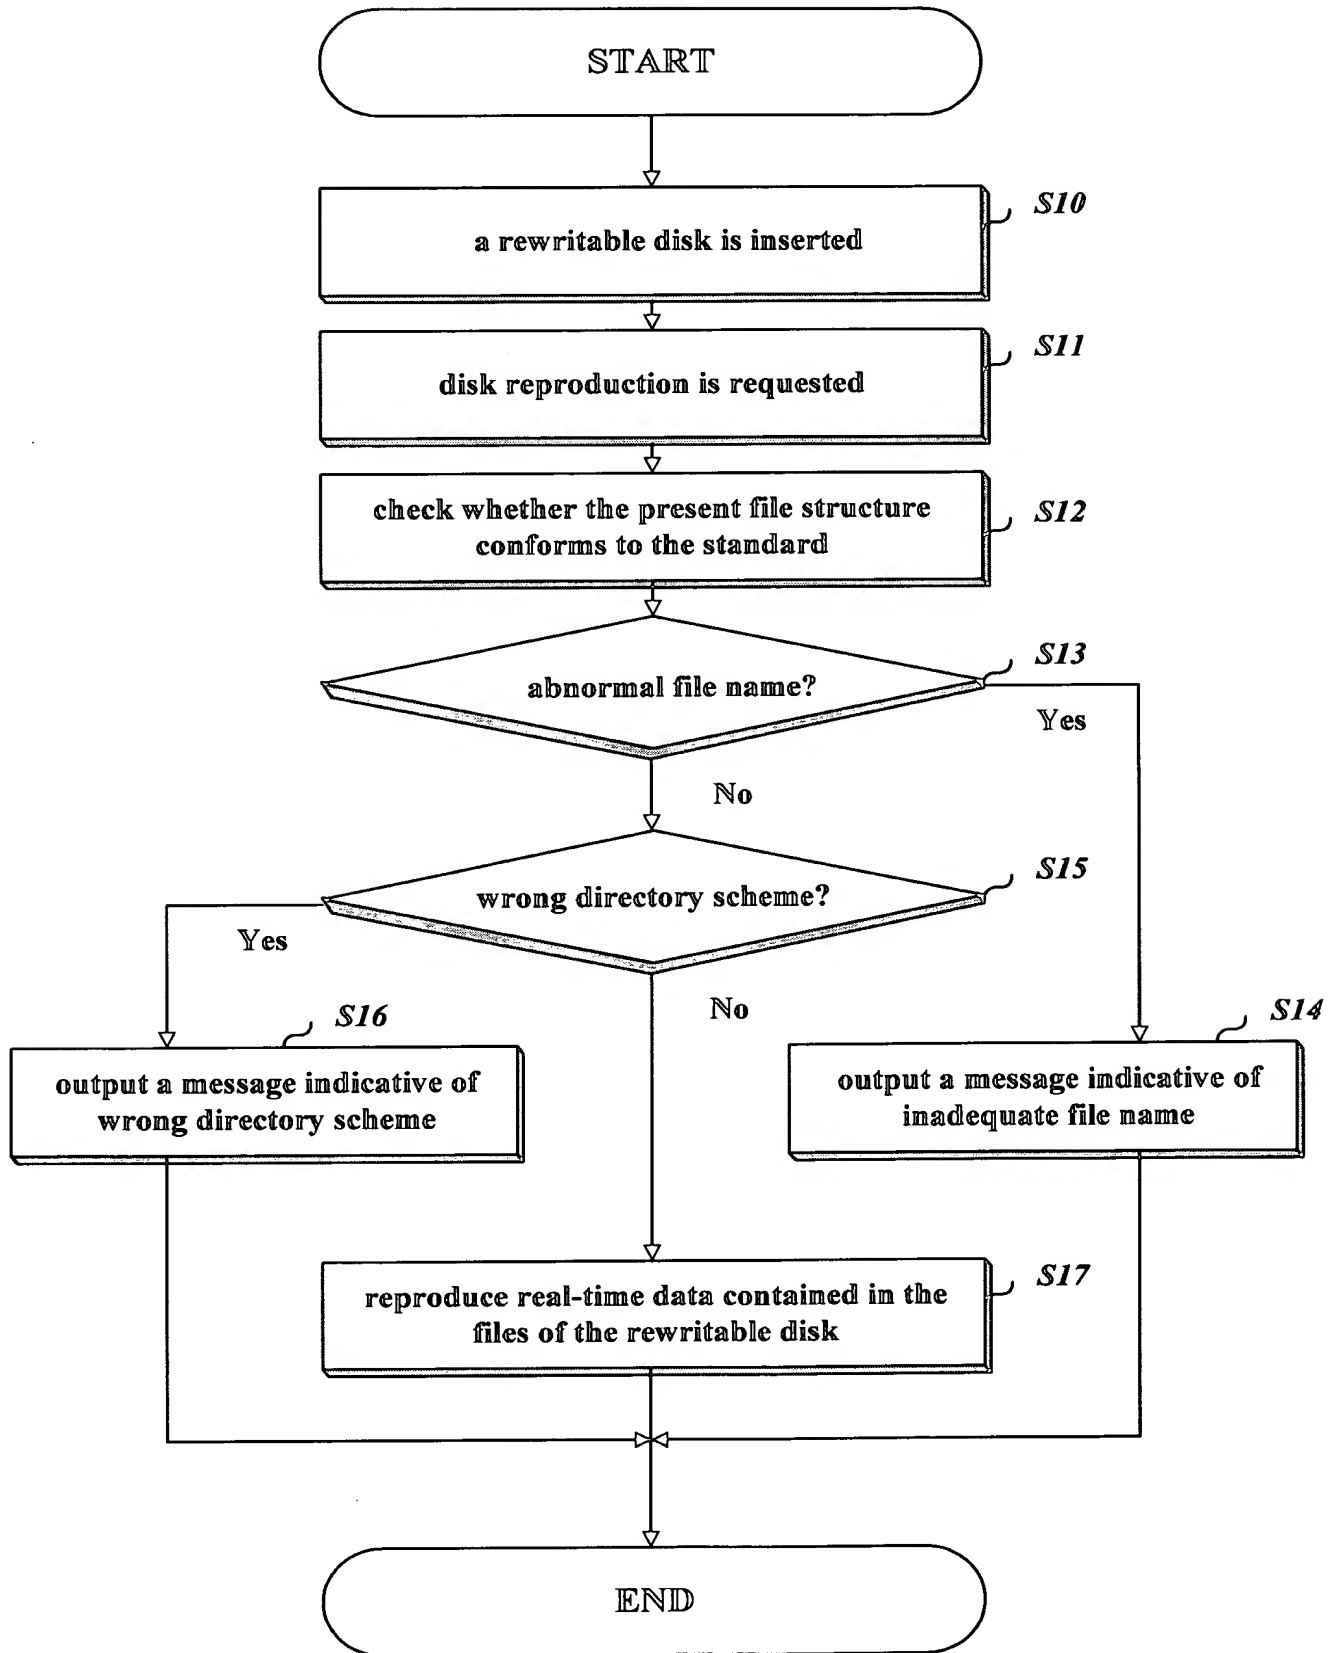 START
S10
a rewritable disk is inserted
S11
disk reproduction is requested
S12
check whether the present file structure
conforms to the standard
S13
abnormal file name?
Yes
No
S15
wrong directory scheme?
Yes
No
S16
output a message indicative of
wrong directory scheme
S14
output a message indicative of
inadequate file name
S17
reproduce real-time data contained in the
files of the rewritable disk
END